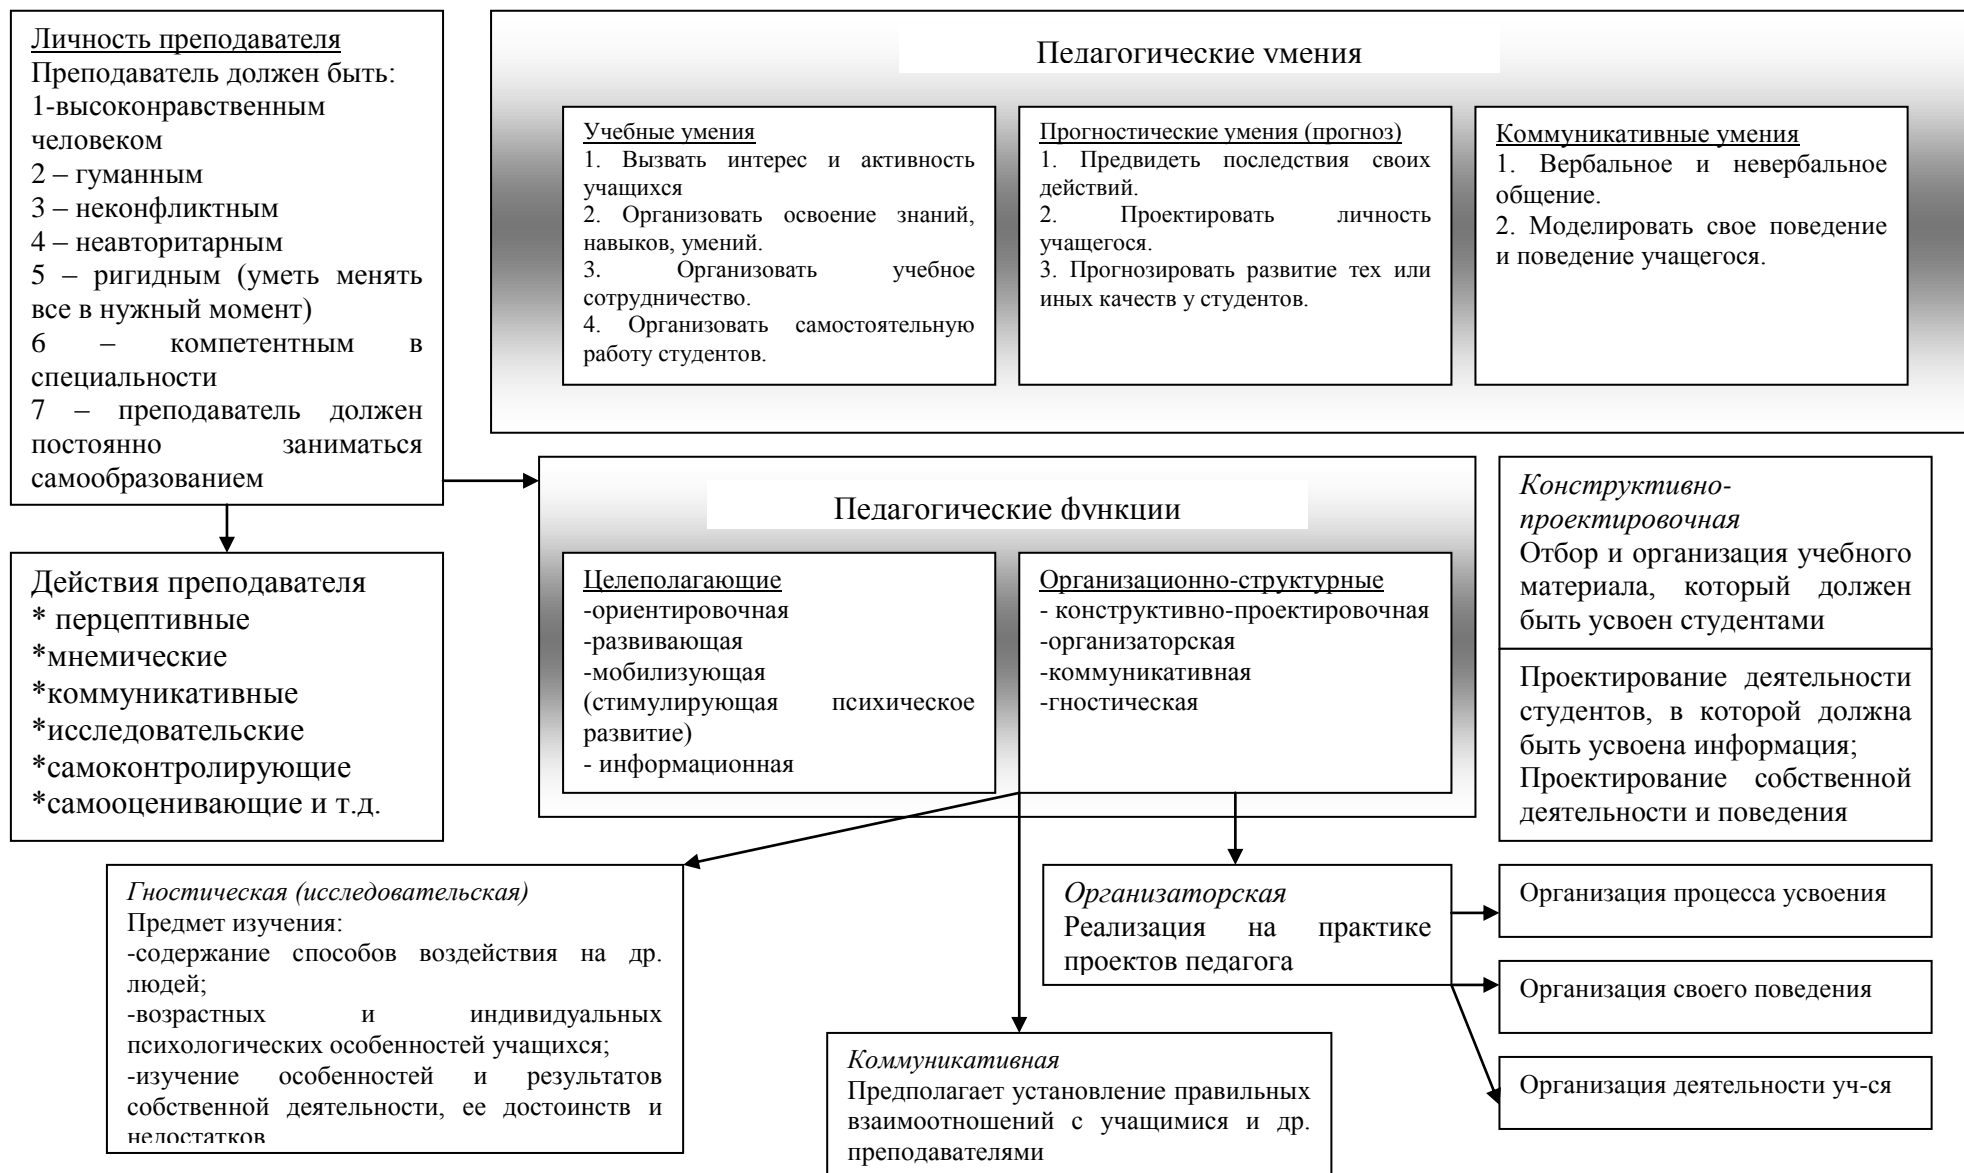 Личность преподавателя
Преподаватель должен быть:
1-высоконравственным
человеком
2 – гуманным
3 – неконфликтным
4 – неавторитарным
5 – ригидным (уметь менять
все в нужный момент)
6 – компетентным в
специальности
7 – преподаватель должен
постоянно заниматься
самообразованием
Педагогические умения
Учебные умения
1. Вызвать интерес и активность
учащихся
2. Организовать освоение знаний,
навыков, умений.
3. Организовать учебное
сотрудничество.
4. Организовать самостоятельную
работу студентов.
Прогностические умения (прогноз)
1. Предвидеть последствия своих
действий.
2. Проектировать личность
учащегося.
3. Прогнозировать развитие тех или
иных качеств у студентов.
Коммуникативные умения
1. Вербальное и невербальное
общение.
2. Моделировать свое поведение
и поведение учащегося.
Действия преподавателя
* перцептивные
*мнемические
*коммуникативные
*исследовательские
*самоконтролирующие
*самооценивающие и т.д.
Педагогические функции
Целеполагающие
-ориентировочная
-развивающая
-мобилизующая
(стимулирующая психическое
развитие)
- информационная
Организационно-структурные
- конструктивно-проектировочная
-организаторская
-коммуникативная
-гностическая
Конструктивно-
проектировочная
Отбор и организация учебного
материала, который должен
быть усвоен студентами
Проектирование деятельности
студентов, в которой должна
быть усвоена информация;
Проектирование собственной
деятельности и поведения
Гностическая (исследовательская)
Предмет изучения:
-содержание способов воздействия на др.
людей;
-возрастных и индивидуальных
психологических особенностей учащихся;
-изучение особенностей и результатов
собственной деятельности, ее достоинств и
недостатков
Коммуникативная
Предполагает установление правильных
взаимоотношений с учащимися и др.
преподавателями
Организаторская
Реализация на практике
проектов педагога
Организация процесса усвоения
Организация своего поведения
Организация деятельности уч-ся